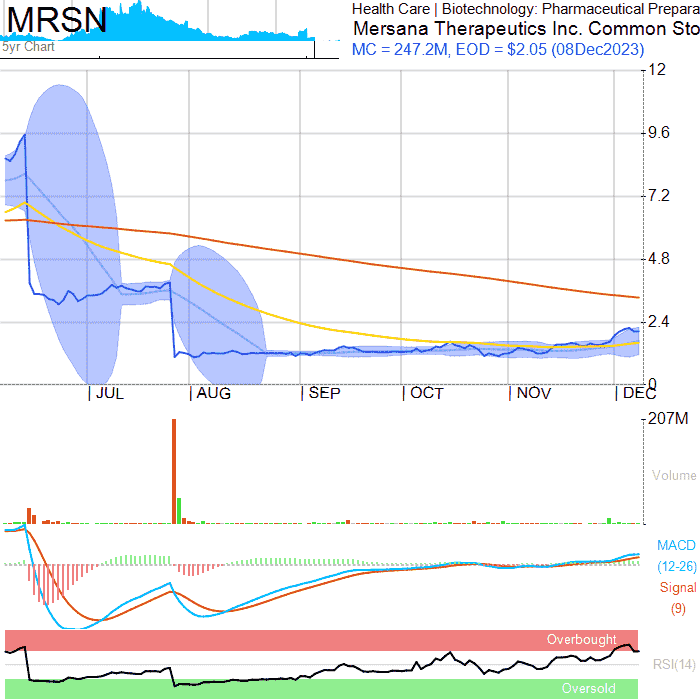 MRSN
5yr Chart
Health Care | Biotechnology: Pharmaceutical Prepara
Mersana Therapeutics Inc. Common Sto
MC = 247.2M, EOD = $2.05 (08Dec2023)
12
9.6
7.2
4.8
2.4
0
| JUL | AUG | SEP | OCT | NOV | DEC
207M
Volume
MACD
(12-26)
Signal
(9)
Overbought
RSI(14)
Oversold